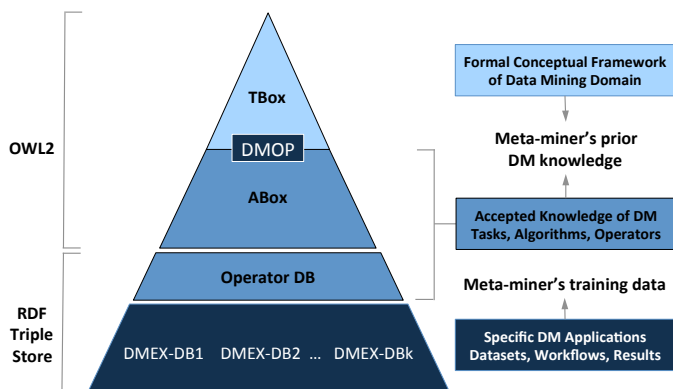 OWL2
RDF
Triple
Store
TBox
DMOP
ABox
Operator DB
DMEX-DB1 DMEX-DB2 ... DMEX-DBk
Formal Conceptual Framework
of Data Mining Domain
Meta-miner's prior
DM knowledge
Accepted Knowledge of DM
Tasks, Algorithms, Operators
Meta-miner's training data
Specific DM Applications
Datasets, Workflows, Results